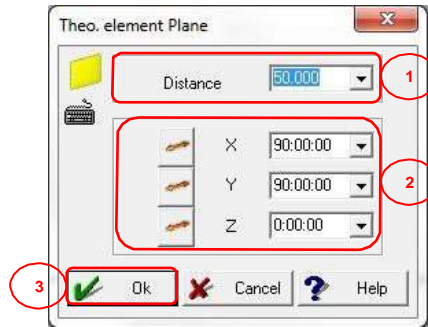 Theo. element Plane
Distance 50.000 1
X 90:00:00
Y 90:00:00 2
Z 0:00:00
3 Ok Cancel Help